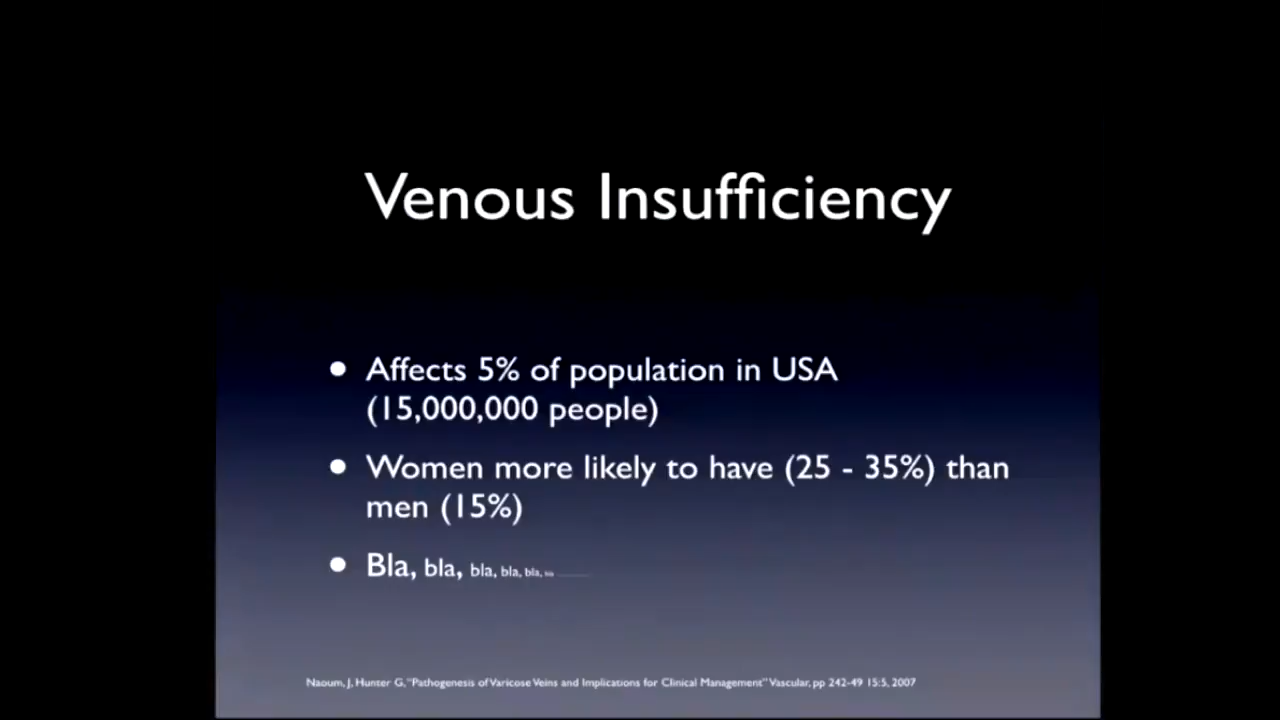 Venous Insufficiency
• Affects 5% of population in USA
(15,000,000 people)
• Women more likely to have (25 - 35%) than
men (15%)
• Bla, bla, bla, bla, bla,
Naoum, J, Hunter G, "Pathogenesis of Varicose Veins and Implications for Clinical Management" Vascular, pp 242-49 15:5, 2007